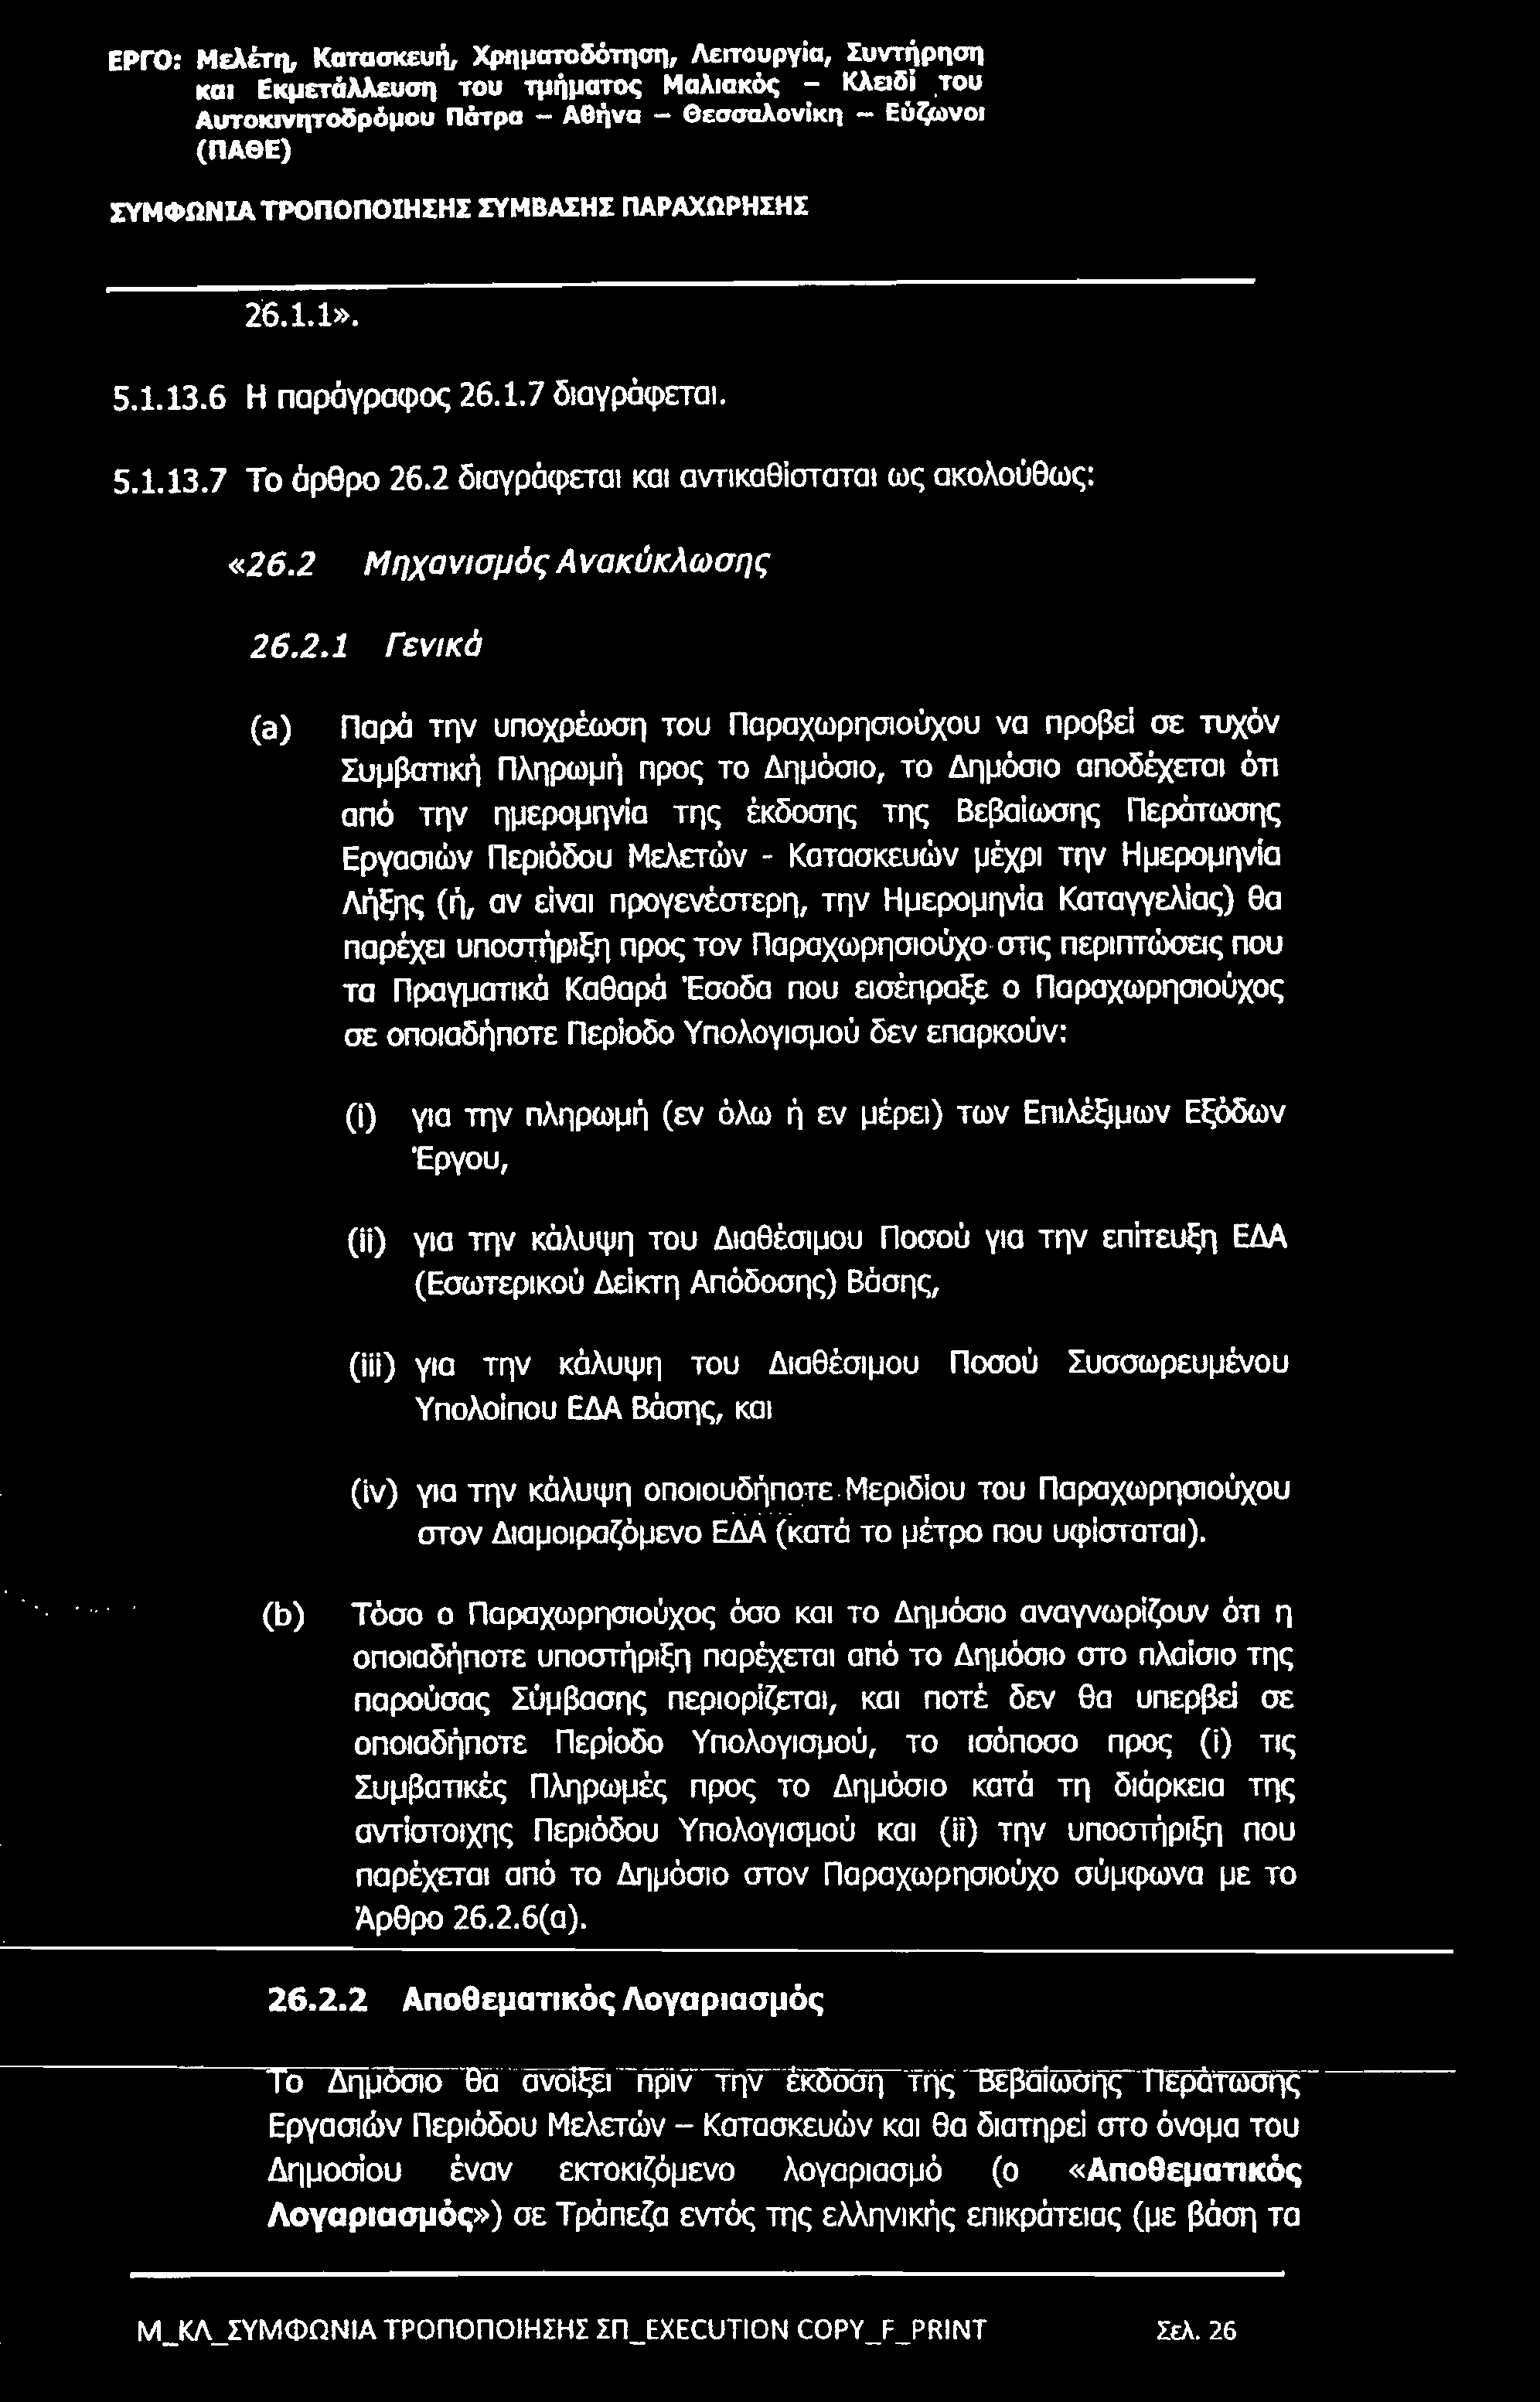 ΕΡΓΟ: Μελέτη, Κατασκευή, Χρηματοδότηση, Λειτουργία, Συντήρηση
και Εκμετάλλευση του τμήματος Μαλιακός – Κλειδί του
Αυτοκινητοδρόμου Πάτρα – Αθήνα – Θεσσαλονίκη – Εύζωνοι
(ΠΑΘΕ)
ΣΥΜΦΩΝΙΑ ΤΡΟΠΟΠΟΙΗΣΗΣ ΣΥΜΒΑΣΗΣ ΠΑΡΑΧΩΡΗΣΗΣ
26.1.1».
5.1.13.6 Η παράγραφος 26.1.7 διαγράφεται.
5.1.13.7 Το άρθρο 26.2 διαγράφεται και αντικαθίσταται ως ακολούθως:
«26.2 Μηχανισμός Ανακύκλωσης
26.2.1 Γενικά
(a) Παρά την υποχρέωση του Παραχωρησιούχου να προβεί σε τυχόν
Συμβατική Πληρωμή προς το Δημόσιο, το Δημόσιο αποδέχεται ότι
από την ημερομηνία της έκδοσης της Βεβαίωσης Περάτωσης
Εργασιών Περιόδου Μελετών - Κατασκευών μέχρι την Ημερομηνία
Λήξης (ή, αν είναι προγενέστερη, την Ημερομηνία Καταγγελίας) θα
παρέχει υποστήριξη προς τον Παραχωρησιούχο στις περιπτώσεις που
τα Πραγματικά Καθαρά Έσοδα που εισέπραξε ο Παραχωρησιούχος
σε οποιαδήποτε Περίοδο Υπολογισμού δεν επαρκούν:
(i) για την πληρωμή (εν όλω ή εν μέρει) των Επιλέξιμων Εξόδων
Έργου,
(ii) για την κάλυψη του Διαθέσιμου Ποσού για την επίτευξη ΕΔΑ
(Εσωτερικού Δείκτη Απόδοσης) Βάσης,
(iii) για την κάλυψη του Διαθέσιμου Ποσού Συσσωρευμένου
Υπολοίπου ΕΔΑ Βάσης, και
(iv) για την κάλυψη οποιουδήποτε Μεριδίου του Παραχωρησιούχου
στον Διαμοιραζόμενο ΕΔΑ (κατά το μέτρο που υφίσταται).
(b) Τόσο ο Παραχωρησιούχος όσο και το Δημόσιο αναγνωρίζουν ότι η
οποιαδήποτε υποστήριξη παρέχεται από το Δημόσιο στο πλαίσιο της
παρούσας Σύμβασης περιορίζεται, και ποτέ δεν θα υπερβεί σε
οποιαδήποτε Περίοδο Υπολογισμού, το ισόποσο προς (i) τις
Συμβατικές Πληρωμές προς το Δημόσιο κατά τη διάρκεια της
αντίστοιχης Περιόδου Υπολογισμού και (ii) την υποστήριξη που
παρέχεται από το Δημόσιο στον Παραχωρησιούχο σύμφωνα με το
Άρθρο 26.2.6(α).
26.2.2 Αποθεματικός Λογαριασμός
Το Δημόσιο θα ανοίξει πριν την έκδοση της Βεβαίωσης Περάτωσης
Εργασιών Περιόδου Μελετών – Κατασκευών και θα διατηρεί στο όνομα του
Δημοσίου έναν εκτοκιζόμενο λογαριασμό (ο «Αποθεματικός
Λογαριασμός») σε Τράπεζα εντός της ελληνικής επικράτειας (με βάση τα
Μ_ΚΛ_ΣΥΜΦΩΝΙΑ ΤΡΟΠΟΠΟΙΗΣΗΣ ΣΠ_EXECUTION COPY_F_PRINT Σελ. 26